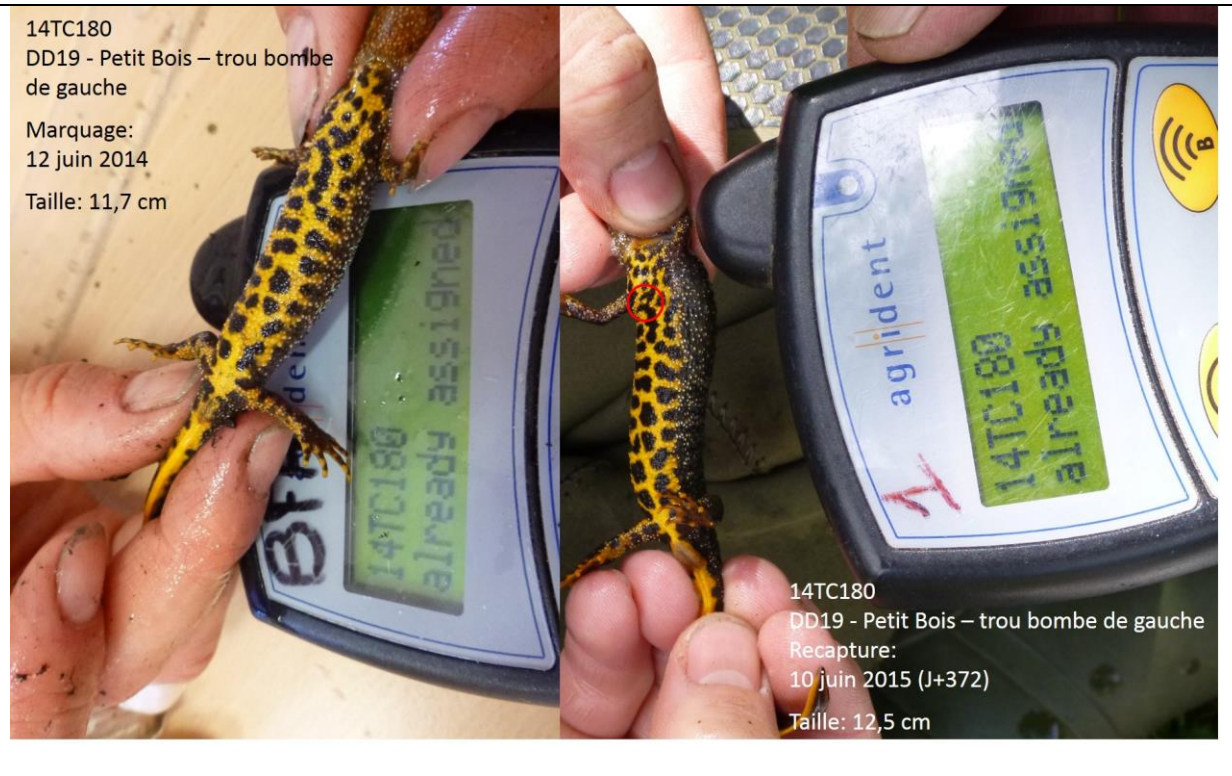 14TC180
DD19 - Petit Bois – trou bombe
de gauche
Marquage:
12 juin 2014
Taille: 11,7 cm
14TC180
already assigned
agrident
14TC180
already assigned
1
B
14TC180
DD19 - Petit Bois – trou bombe de gauche
Recapture:
10 juin 2015 (J+372)
Taille: 12,5 cm